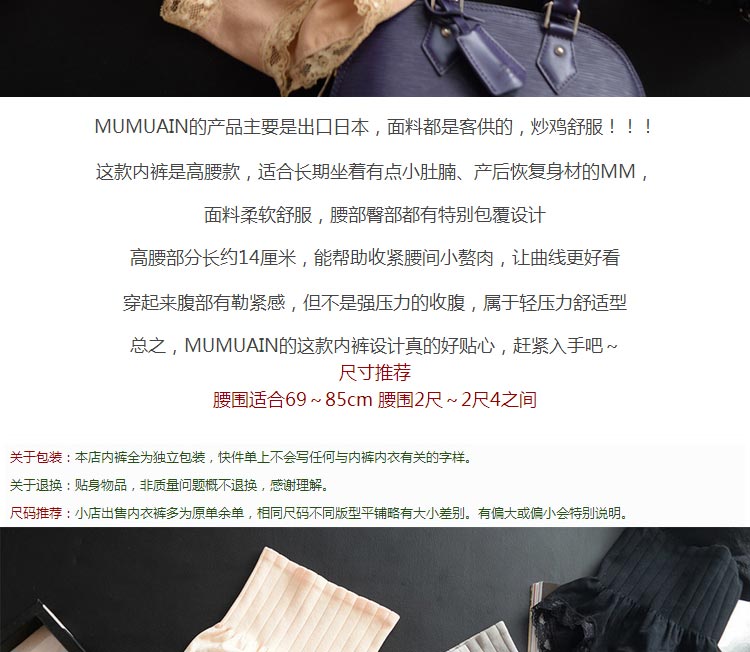 MUMUAIN的产品主要是出口日本，面料都是客供的，炒鸡舒服！！！
这款内裤是高腰款，适合长期坐着有点小肚腩、产后恢复身材的MM，
面料柔软舒服，腰部臀部都有特别包覆设计
高腰部分长约14厘米，能帮助收紧腰间小赘肉，让曲线更好看
穿起来腹部有勒紧感，但不是强压力的收腹，属于轻压力舒适型
总之，MUMUAIN的这款内裤设计真的好贴心，赶紧入手吧～
尺寸推荐
腰围适合69～85cm 腰围2尺～2尺4之间
关于包装：本店内裤全为独立包装，快件单上不会写任何与内裤内衣有关的字样。
关于退换：贴身物品，非质量问题概不退换，感谢理解。
尺码推荐：小店出售内衣裤多为原单余单，相同尺码不同版型平铺略有大小差别。有偏大或偏小会特别说明。